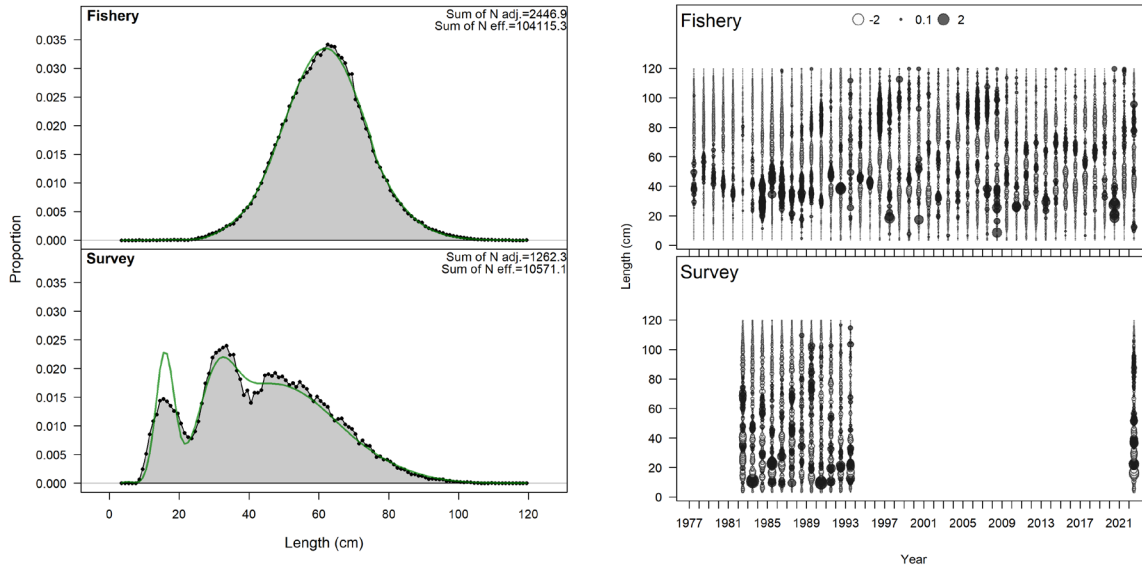 Fishery
Sum of N adj.=2446.9
Sum of N eff.=104115.3
0.035
0.030
0.025
0.020
0.015
0.010
0.005
0.000
Survey
Sum of N adj.=1262.3
Sum of N eff.=10571.1
0.035
0.030
0.025
0.020
0.015
0.010
0.005
0.000
Proportion
0 20 40 60 80 100 120
Length (cm)
-2 0.1 2
Fishery
120
100
80
60
40
20
0
Survey
120
100
80
60
40
20
0
Length (cm)
1977 1981 1985 1989 1993 1997 2001 2005 2009 2013 2017 2021
Year